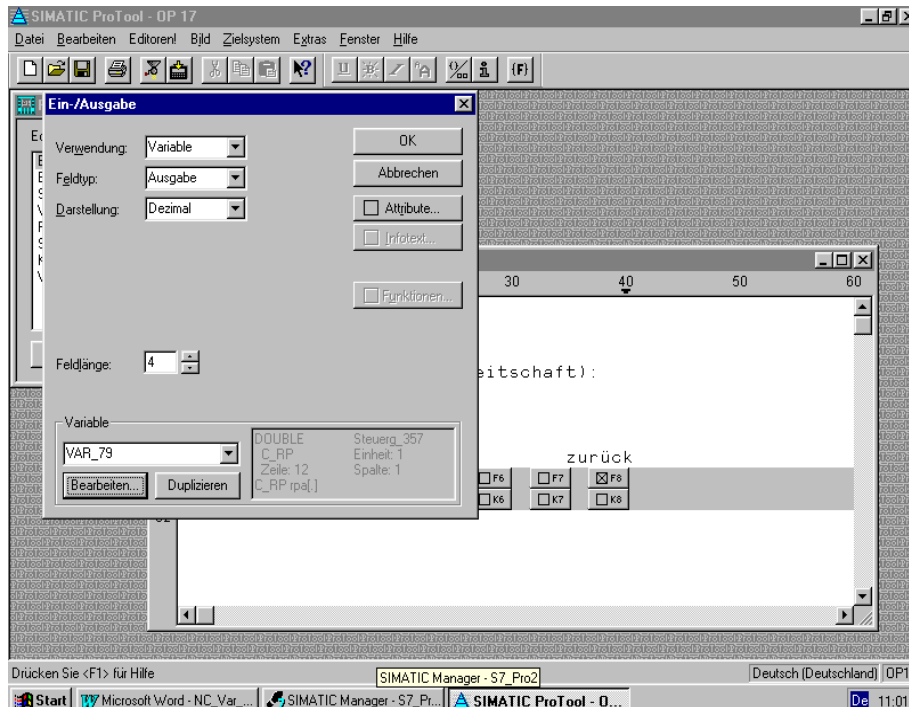 SIMATIC ProTool - OP 17
Datei Bearbeiten Editoren! Bild Zielsystem Extras Fenster Hilfe
U {F}
Ein-/Ausgabe
Verwendung: Variable OK
Feldtyp: Ausgabe Abbrechen
Darstellung: Dezimal Attribute...
Infotext...
30 40 50 60
Funktionen...
Feldlänge: 4
eitschaft):
Variable
VAR_79
DOUBLE Steuerg_357
C_RP Einheit: 1
Zeile: 12 Spalte: 1
C_RP rpa[.]
zurück
Bearbeiten... Duplizieren
F6 F7 F8
K6 K7 K8
Drücken Sie <F1> für Hilfe
SIMATIC Manager - S7_Pro2
Deutsch (Deutschland) OP1
Start Microsoft Word - NC_Var_... SIMATIC Manager - S7_Pr... SIMATIC ProTool - O... De 11:01